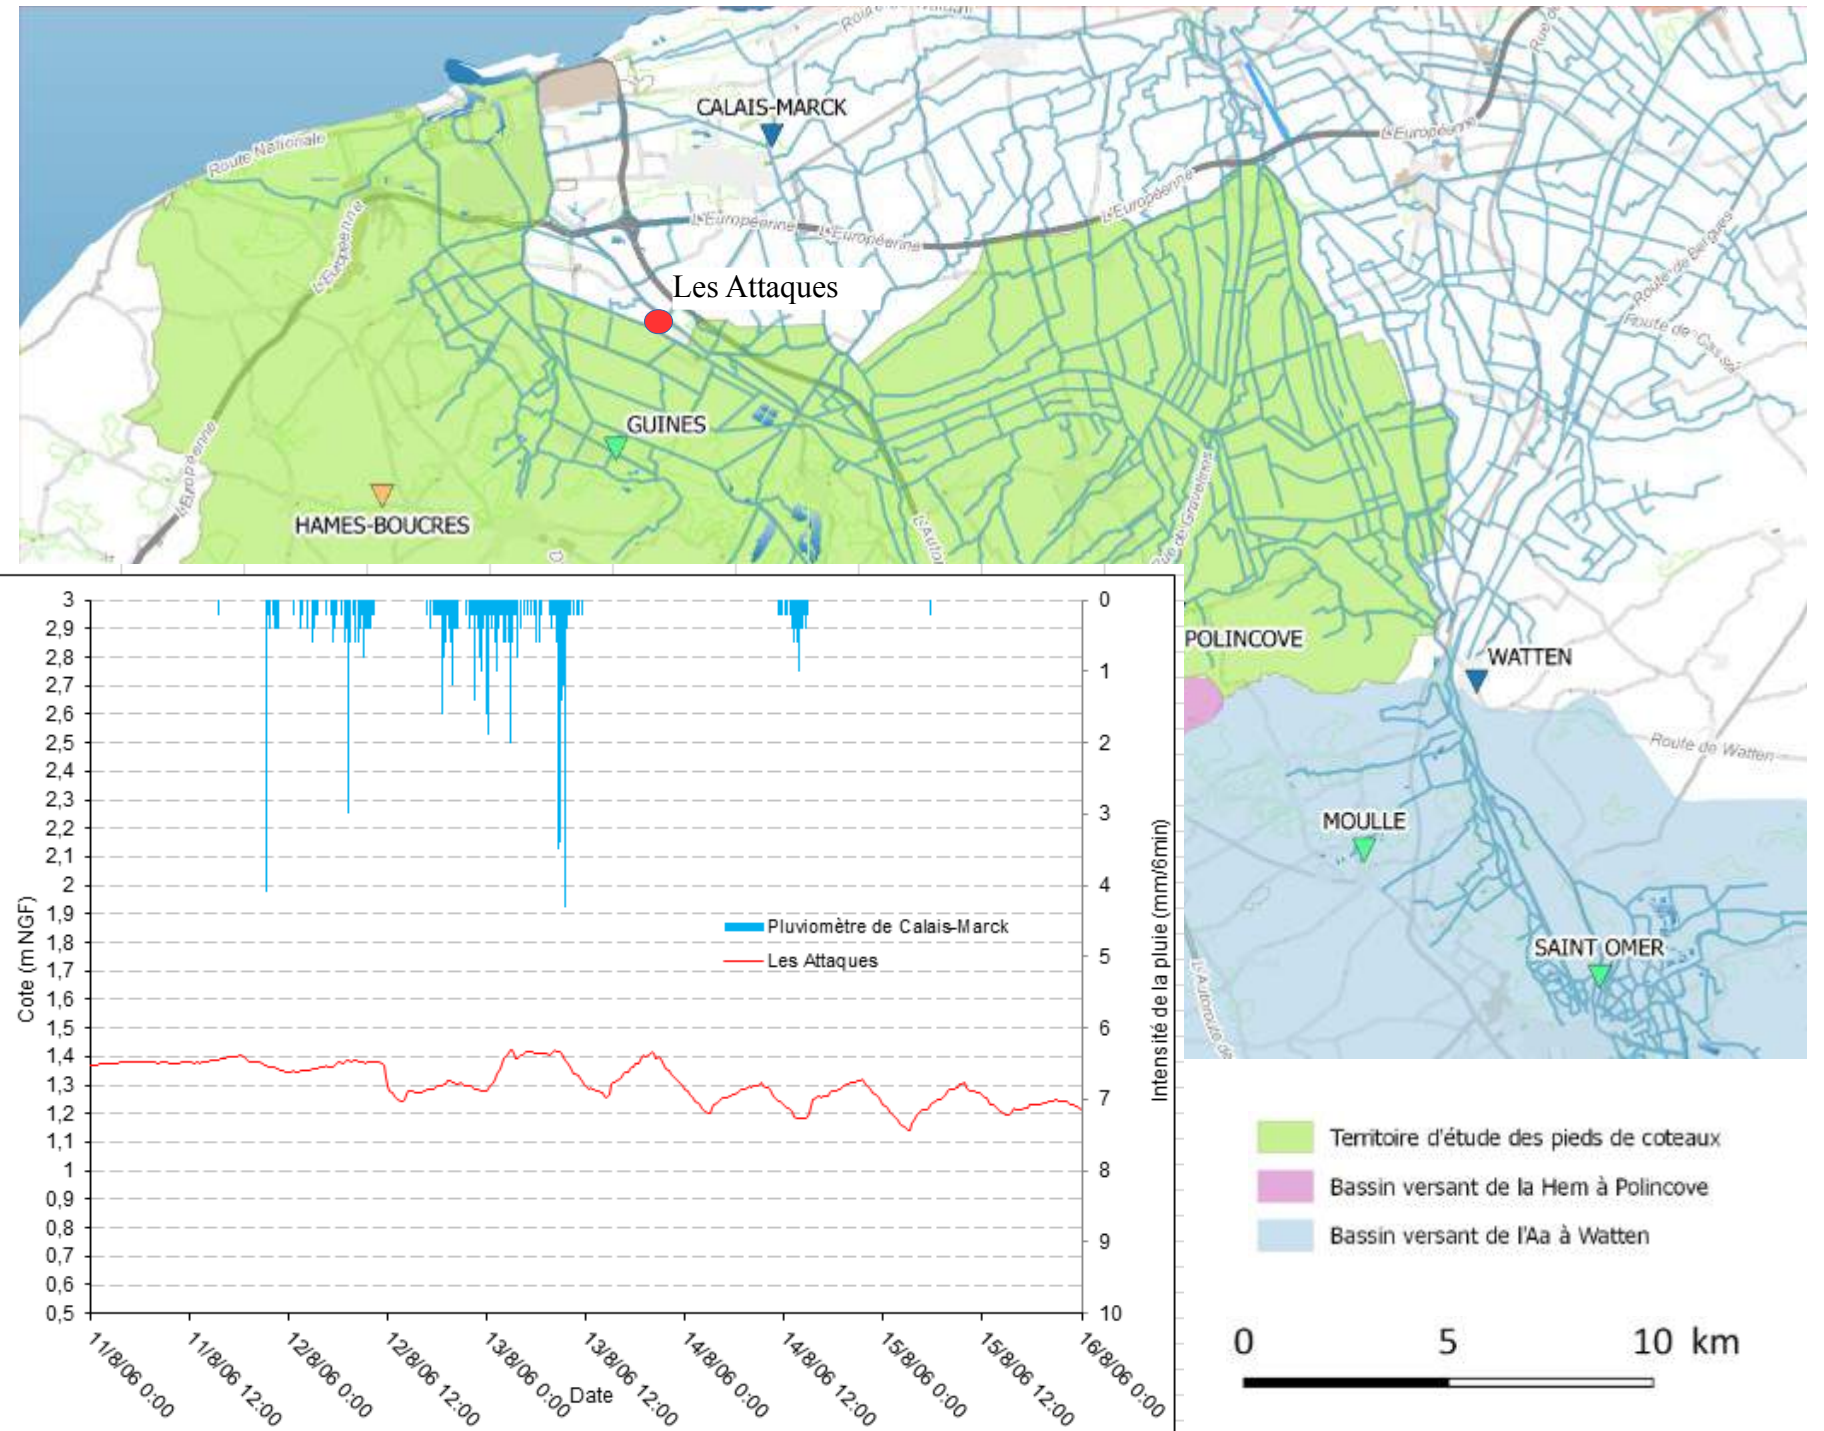 Route Nationale
CALAIS-MARCK
L'Européenne
L'Européenne
L'Européenne
L'Européenne
L'Européenne
L'Européenne
L'Européenne
Route de Bergues
Route de Cassel
Les Attaques
GUINES
HAMES-BOUCRES
Rue de Gravelines
POLINCOVE
WATTEN
Route de Watten
MOULLE
SAINT OMER
L'Autoroute de
Cote (m NGF)
3
2,9
2,8
2,7
2,6
2,5
2,4
2,3
2,2
2,1
2
1,9
1,8
1,7
1,6
1,5
1,4
1,3
1,2
1,1
1
0,9
0,8
0,7
0,6
0,5
Pluviomètre de Calais-Marck
Les Attaques
0
1
2
3
4
5
6
7
8
9
10
Intensité de la pluie (mm/6min)
11/8/06 0:00
11/8/06 12:00
12/8/06 0:00
12/8/06 12:00
13/8/06 0:00
13/8/06 12:00
14/8/06 0:00
14/8/06 12:00
15/8/06 0:00
15/8/06 12:00
16/8/06 0:00
Date
Territoire d'étude des pieds de coteaux
Bassin versant de la Hem à Polincove
Bassin versant de l'Aa à Watten
0 5 10 km